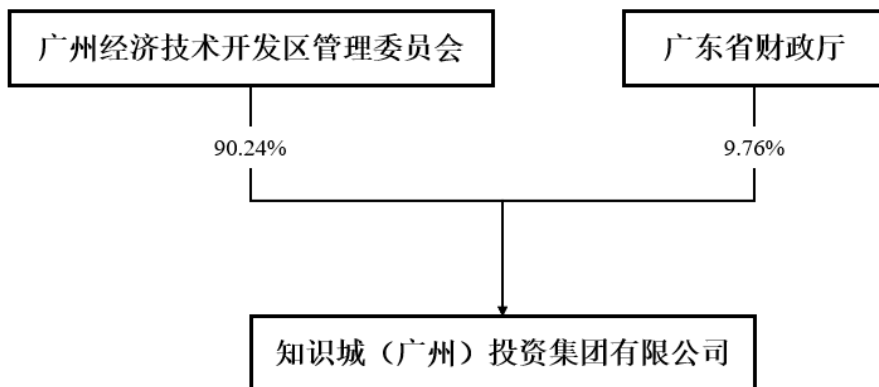 广州经济技术开发区管理委员会
广东省财政厅
90.24%
9.76%
知识城（广州）投资集团有限公司